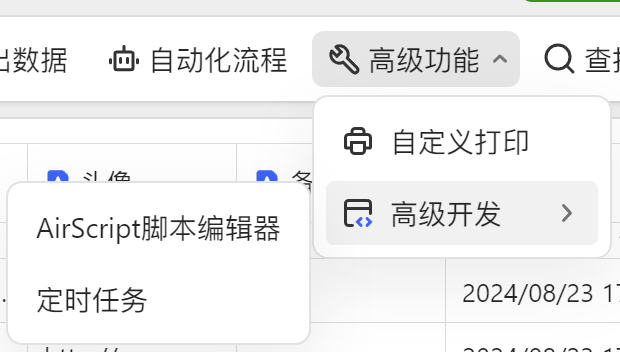 出数据 自动化流程 高级功能
自定义打印
头像
高级开发
AirScript脚本编辑器
定时任务
2024/08/23